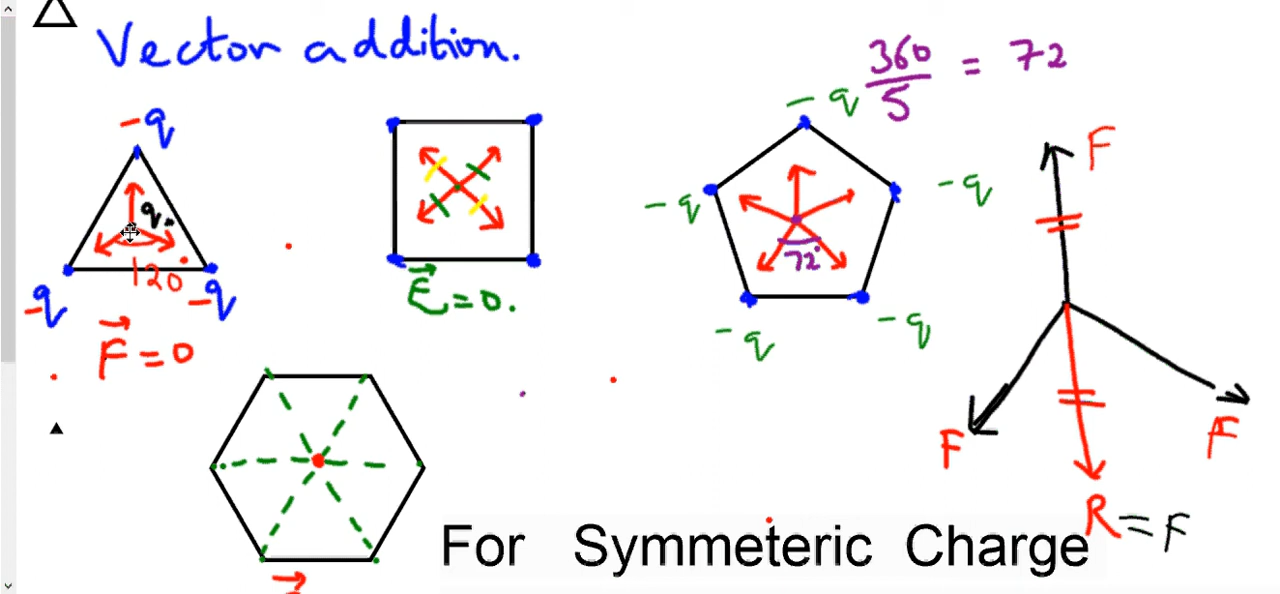 Vector addition.
360/5 = 72
-q
q.
120°
-q
-q
F⃗ = 0
E⃗ = 0.
-q
-q
-q
72°
-q
-q
F
F
F
R = F
For Symmeteric Charge